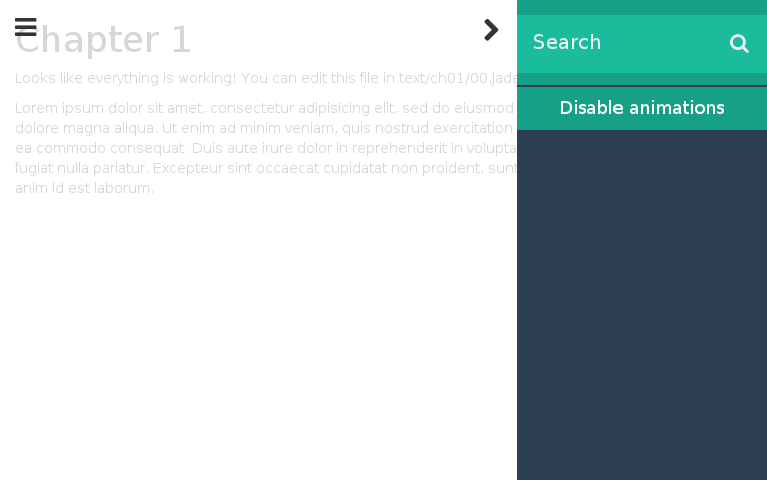 Chapter 1
Looks like everything is working! You can edit this file in text/ch01/00.jade
Lorem ipsum dolor sit amet, consectetur adipisicing elit, sed do eiusmod
dolore magna aliqua. Ut enim ad minim veniam, quis nostrud exercitation
ea commodo consequat. Duis aute irure dolor in reprehenderit in volupta
fugiat nulla pariatur. Excepteur sint occaecat cupidatat non proident, sunt
anim id est laborum.
Search
Disable animations